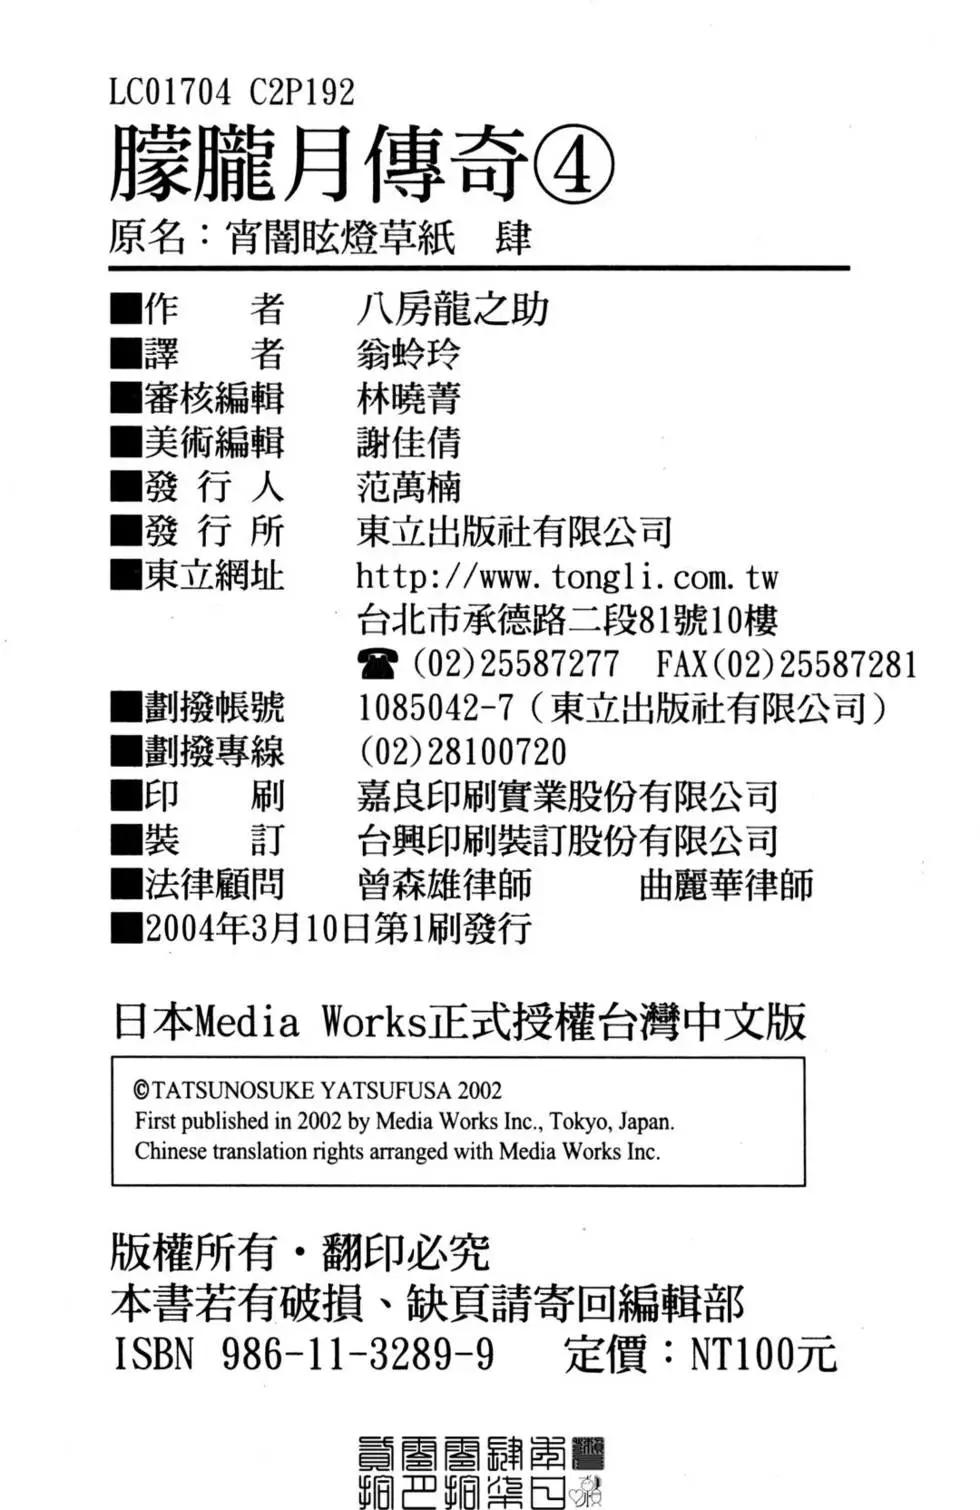 LC01704 C2P192
朦朧月傳奇④
原名：宵闇眩燈草紙　肆
■作　　者　八房龍之助
■譯　　者　翁蛉玲
■審核編輯　林曉菁
■美術編輯　謝佳倩
■發 行 人　范萬楠
■發 行 所　東立出版社有限公司
■東立網址　http://www.tongli.com.tw
台北市承德路二段81號10樓
☎(02)25587277　FAX(02)25587281
■劃撥帳號　1085042-7（東立出版社有限公司）
■劃撥專線　(02)28100720
■印　　刷　嘉良印刷實業股份有限公司
■裝　　訂　台興印刷裝訂股份有限公司
■法律顧問　曾森雄律師　　曲麗華律師
■2004年3月10日第1刷發行
日本Media Works正式授權台灣中文版
©TATSUNOSUKE YATSUFUSA 2002
First published in 2002 by Media Works Inc., Tokyo, Japan.
Chinese translation rights arranged with Media Works Inc.
版權所有・翻印必究
本書若有破損、缺頁請寄回編輯部
ISBN 986-11-3289-9　定價：NT100元